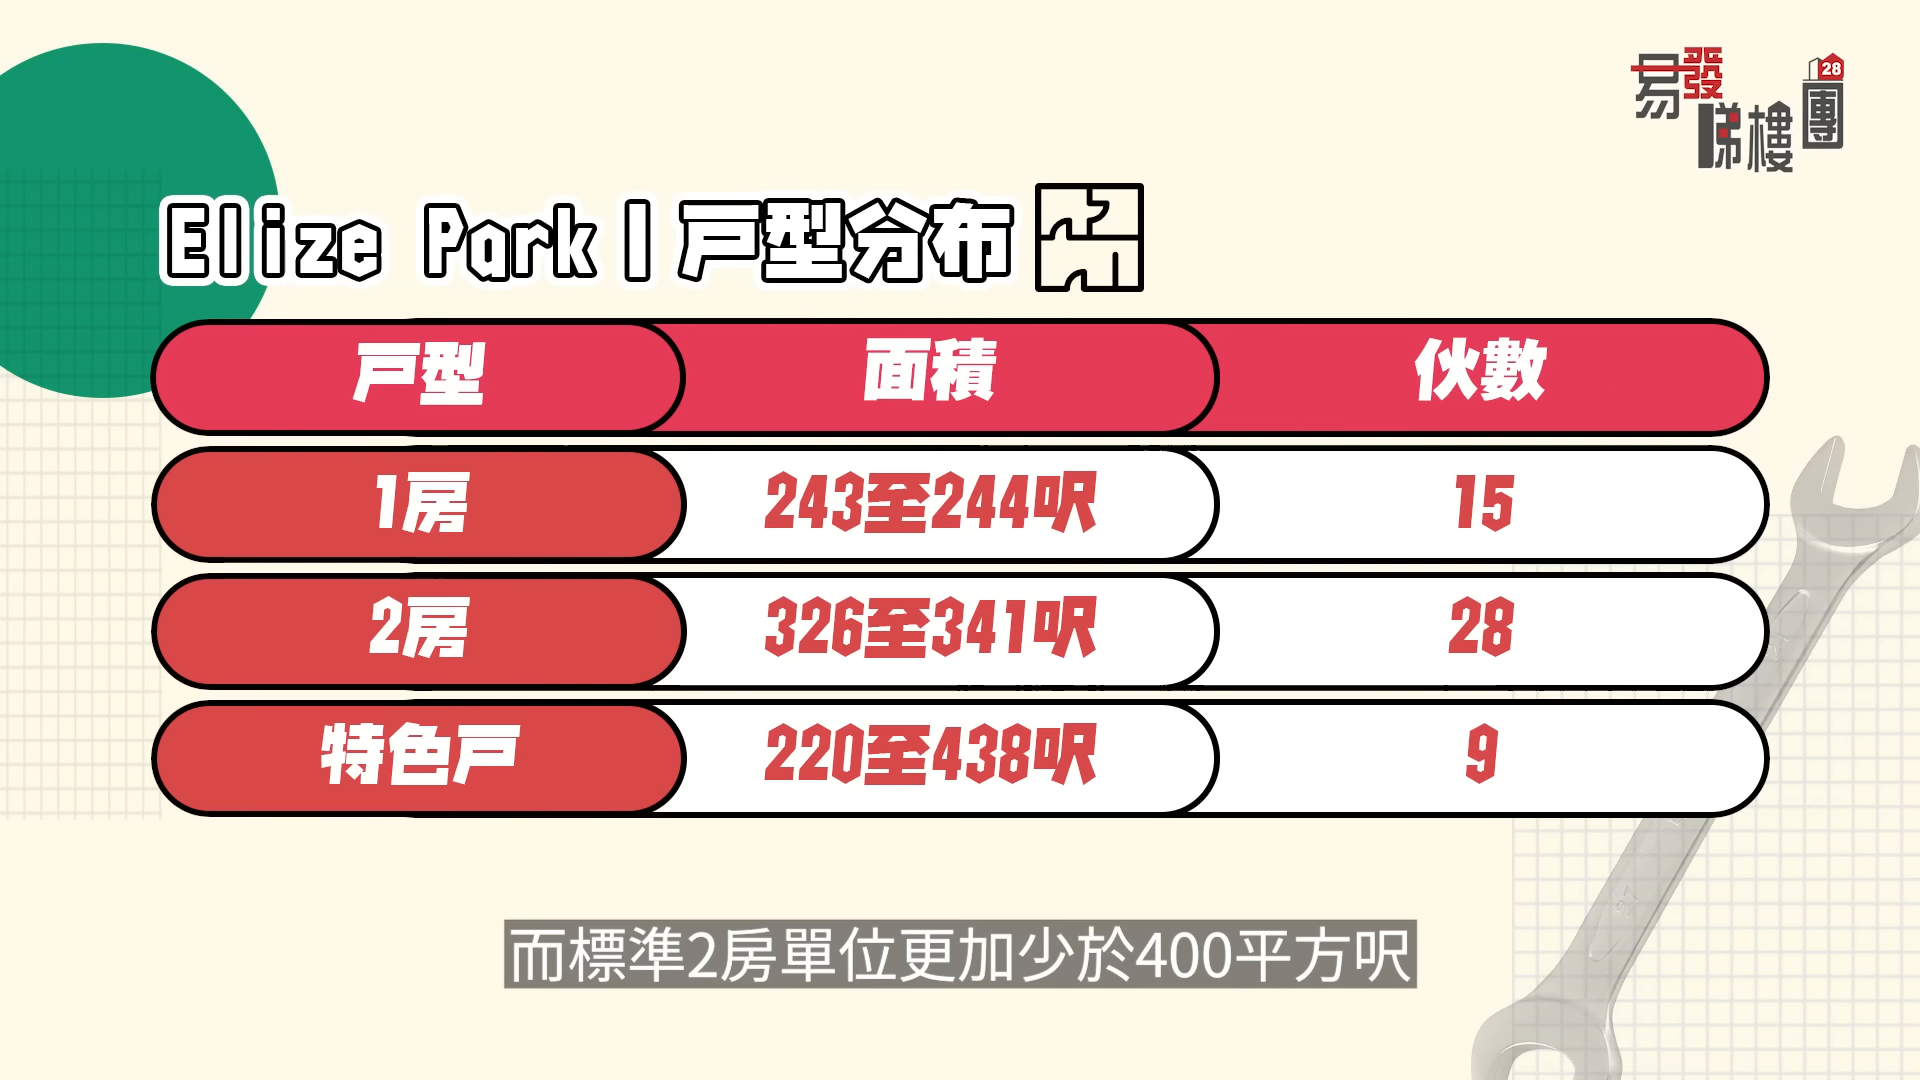 易發睇樓團
28
Elize Park | 戶型分布
戶型 面積 伙數
1房 243至244呎 15
2房 326至341呎 28
特色戶 220至438呎 9
而標準2房單位更加少於400平方呎